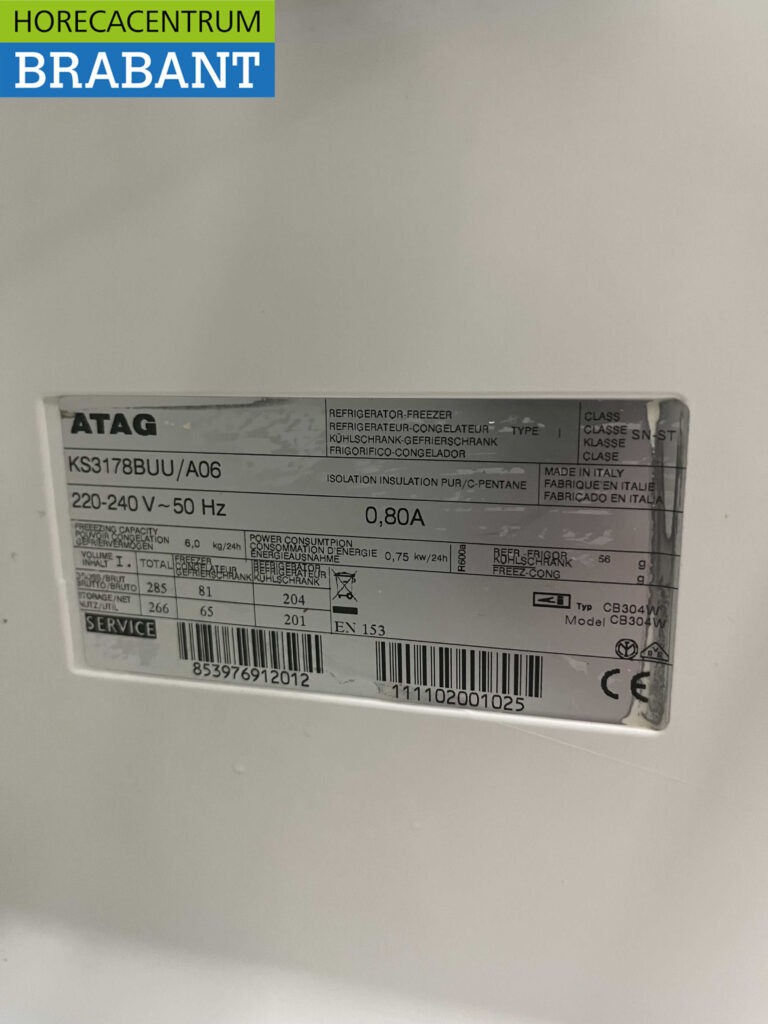 HORECACENTRUM
BRABANT
ATAG
REFRIGERATOR-FREEZER
REFRIGERATEUR-CONGELATEUR
KÜHLSCHRANK-GEFRIERSCHRANK
FRIGORIFICO-CONGELADOR
TYPE I
CLASS
CLASSE
KLASSE
CLASE
SN-ST
KS3178BUU/A06
ISOLATION INSULATION PUR/C-PENTANE
MADE IN ITALY
FABRIQUE EN ITALIE
FABRICADO EN ITALIA
220-240 V ~ 50 Hz
0,80A
FREEZING CAPACITY
POUVOIR CONGELATION
GEFRIERVERMÖGEN
6,0 kg/24h
POWER CONSUMTPION
CONSOMMATION D'ENERGIE
ENERGIEAUSNAHME
0,75 kw/24h
R600a
REFR-FRIGOR
KÜHLSCHRANK
56 g
FREEZ-CONG
g
VOLUME
INHALT
I.
TOTAL
FREEZER
CONGELATEUR
GEFRIERSCHRANK
REFRIGERATOR
REFRIGERATEUR
KÜHLSCHRANK
BRUTTO/BRUTO
285 81 204
STORAGE/NET
NUTZ/UTIL
266 65 201
EN 153
Typ CB304W
Model CB304W
SERVICE
853976912012
111102001025
CE